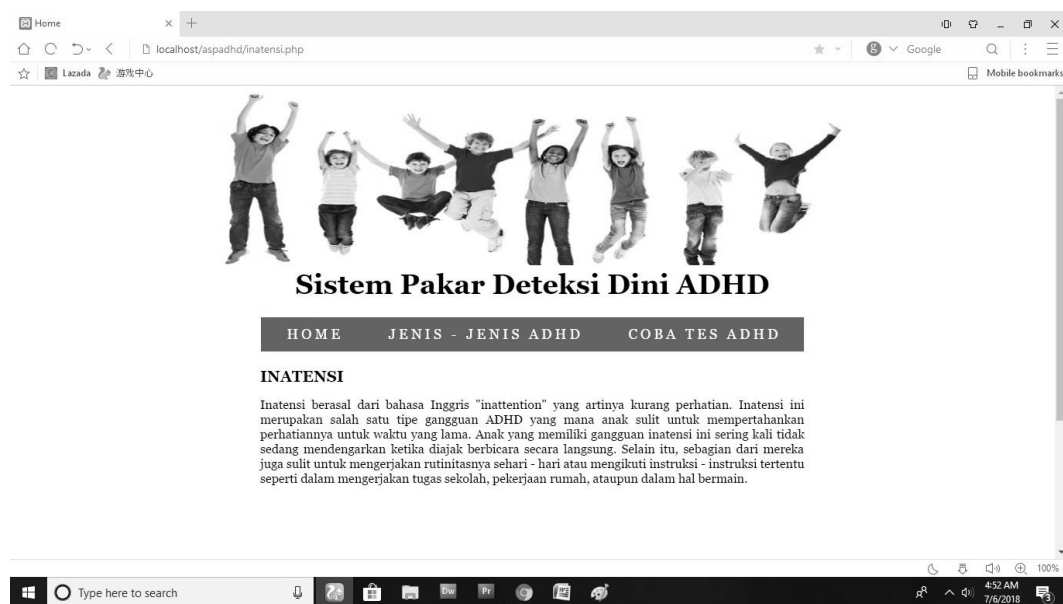 Home
localhost/aspadhd/inatensi.php
Google
Lazada 游戏中心
Mobile bookmarks
Sistem Pakar Deteksi Dini ADHD
HOME JENIS - JENIS ADHD COBA TES ADHD
INATENSI
Inatensi berasal dari bahasa Inggris "inattention" yang artinya kurang perhatian. Inatensi ini
merupakan salah satu tipe gangguan ADHD yang mana anak sulit untuk mempertahankan
perhatiannya untuk waktu yang lama. Anak yang memiliki gangguan inatensi ini sering kali tidak
sedang mendengarkan ketika diajak berbicara secara langsung. Selain itu, sebagian dari mereka
juga sulit untuk mengerjakan rutinitasnya sehari - hari atau mengikuti instruksi - instruksi tertentu
seperti dalam mengerjakan tugas sekolah, pekerjaan rumah, ataupun dalam hal bermain.
100%
Type here to search
Dw
Pr
4:52 AM
7/6/2018
3